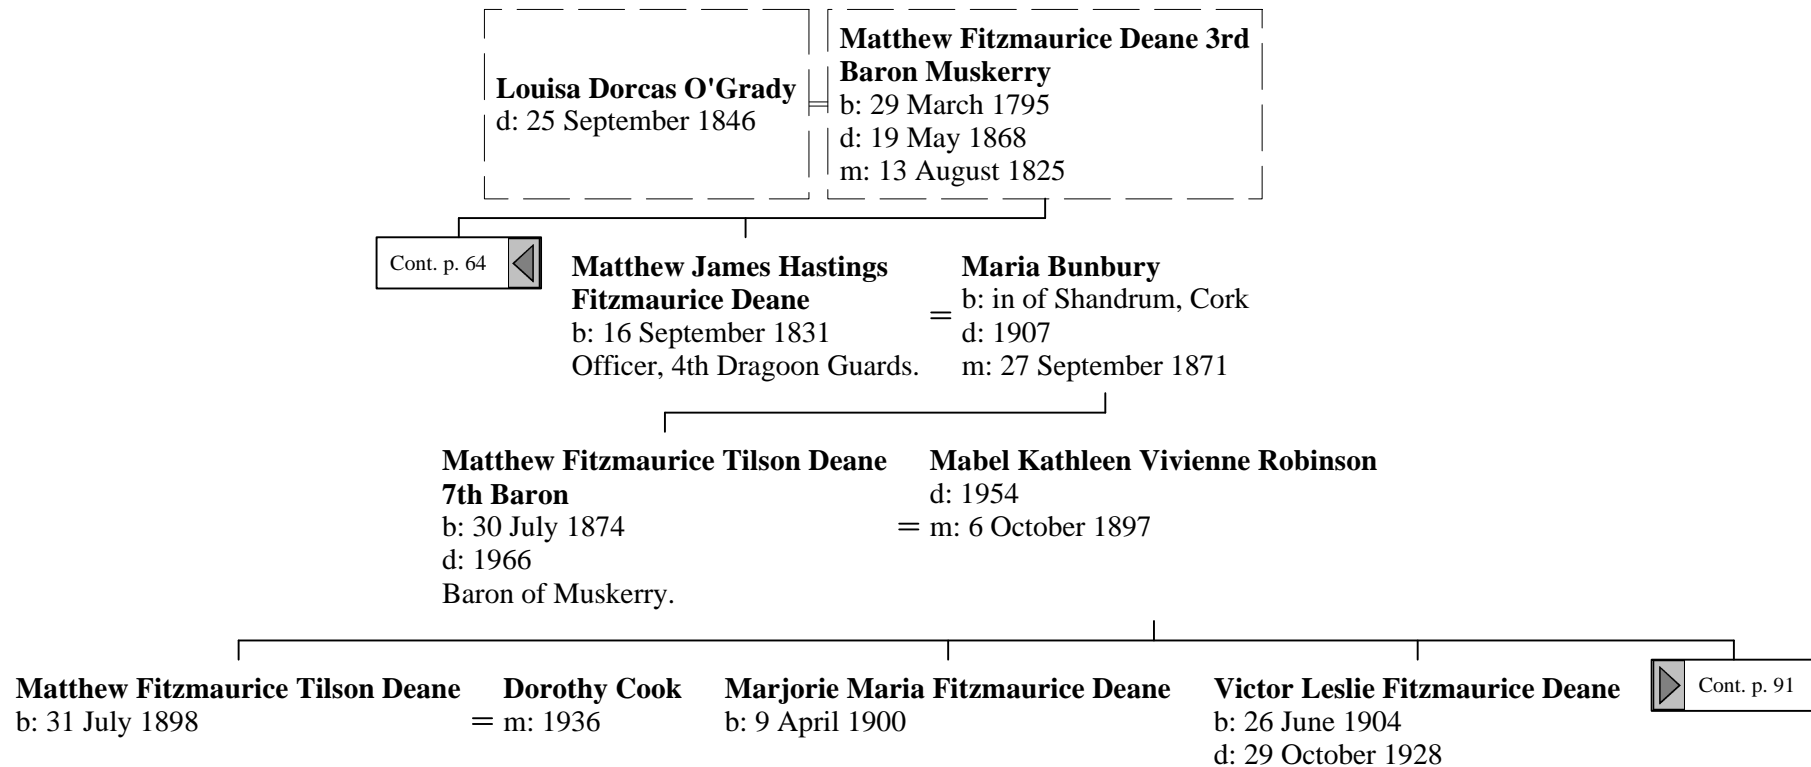 Louisa Dorcas O'Grady
d: 25 September 1846
=
Matthew Fitzmaurice Deane 3rd
Baron Muskerry
b: 29 March 1795
d: 19 May 1868
m: 13 August 1825
Cont. p. 64
Matthew James Hastings
Fitzmaurice Deane
b: 16 September 1831
Officer, 4th Dragoon Guards.
=
Maria Bunbury
b: in of Shandrum, Cork
d: 1907
m: 27 September 1871
Matthew Fitzmaurice Tilson Deane
7th Baron
b: 30 July 1874
d: 1966
Baron of Muskerry.
=
Mabel Kathleen Vivienne Robinson
d: 1954
m: 6 October 1897
Matthew Fitzmaurice Tilson Deane
b: 31 July 1898
=
Dorothy Cook
m: 1936
Marjorie Maria Fitzmaurice Deane
b: 9 April 1900
Victor Leslie Fitzmaurice Deane
b: 26 June 1904
d: 29 October 1928
Cont. p. 91